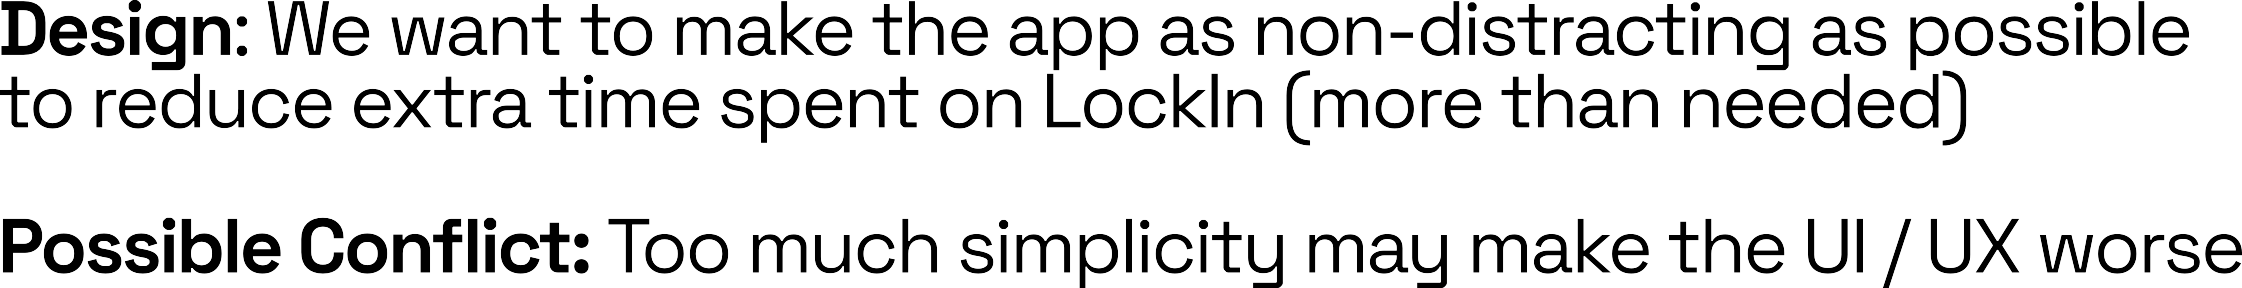 Design: We want to make the app as non-distracting as possible
to reduce extra time spent on LockIn (more than needed)
Possible Conflict: Too much simplicity may make the UI / UX worse